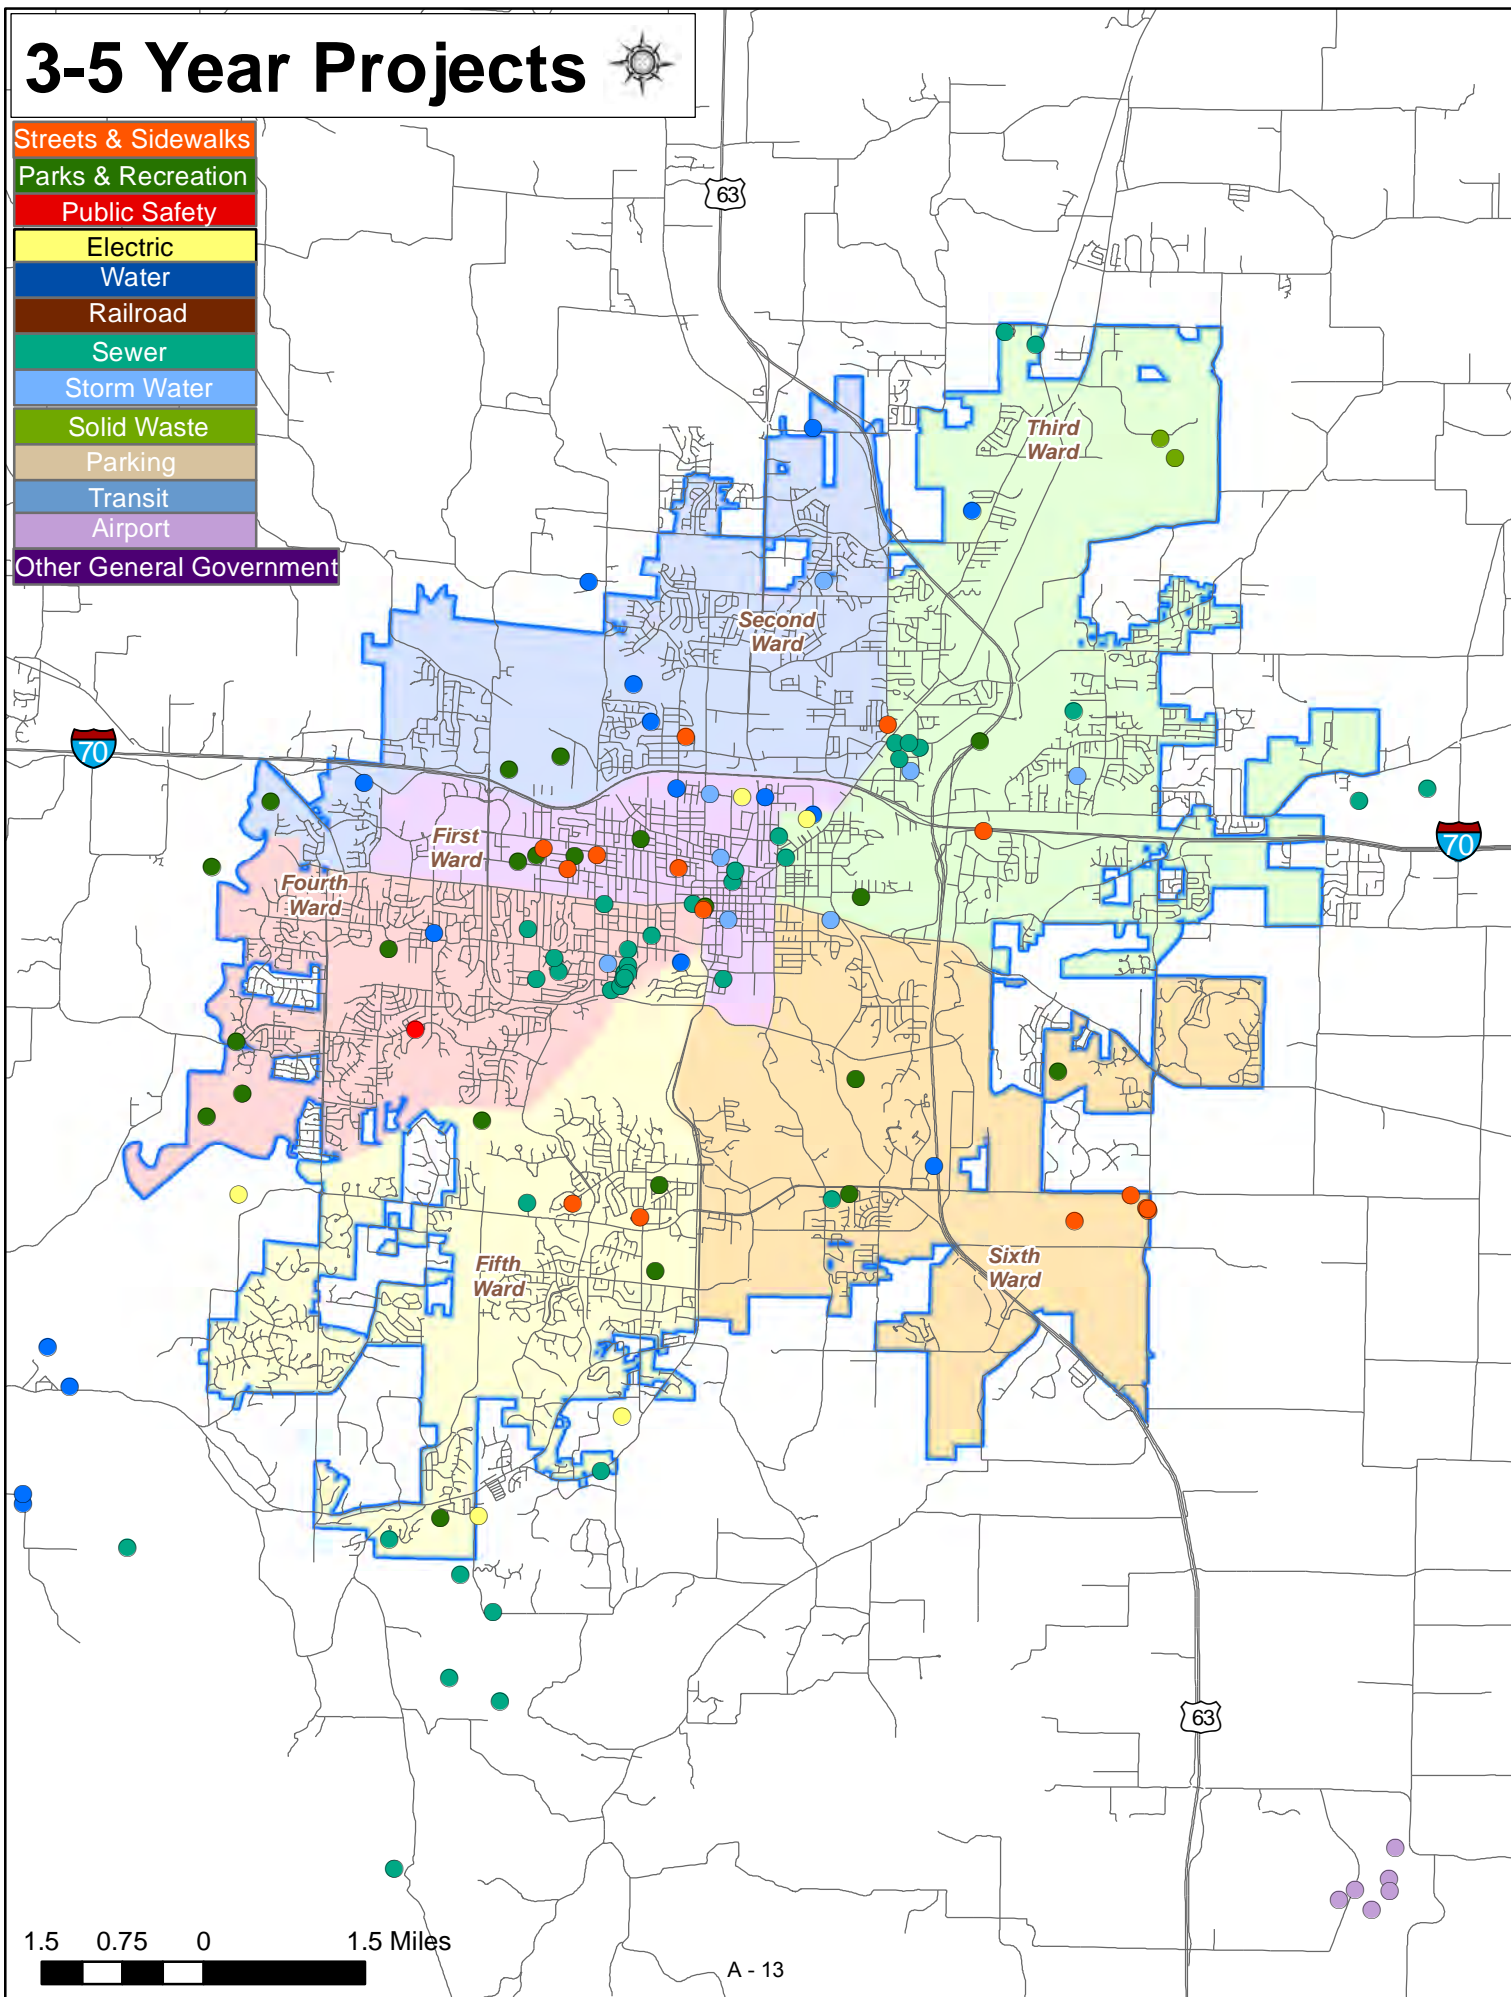 3-5 Year Projects
Streets & Sidewalks
Parks & Recreation
Public Safety
Electric
Water
Railroad
Sewer
Storm Water
Solid Waste
Parking
Transit
Airport
Other General Government
63
Third
Ward
Second
Ward
70
First
Ward
70
Fourth
Ward
Fifth
Ward
Sixth
Ward
63
1.5 0.75 0 1.5 Miles
A - 13